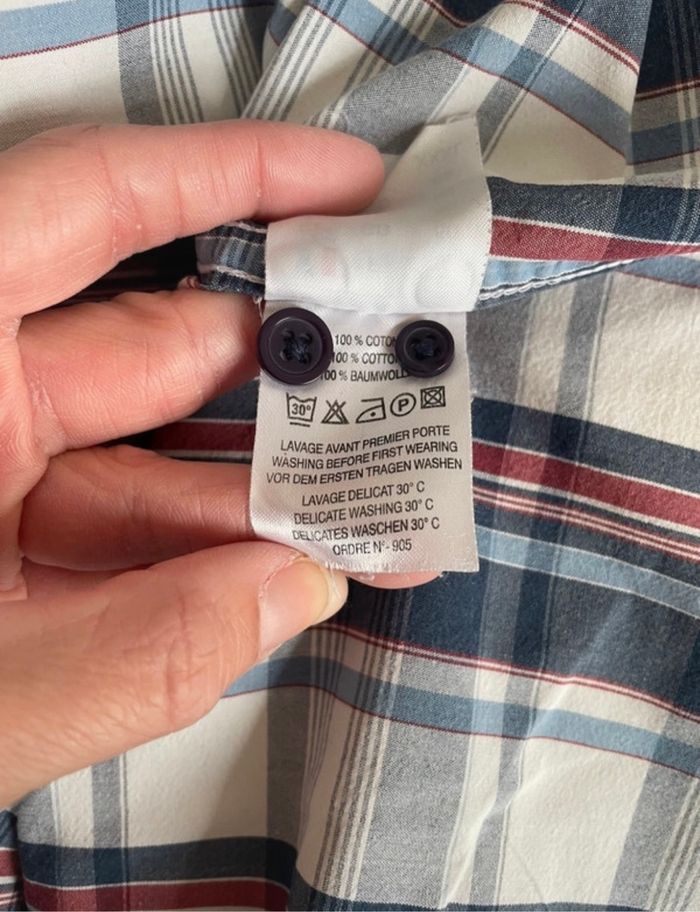 100 % COTON
100 % COTTON
100 % BAUMWOLLE
30°
P
LAVAGE AVANT PREMIER PORTE
WASHING BEFORE FIRST WEARING
VOR DEM ERSTEN TRAGEN WASHEN
LAVAGE DELICAT 30° C
DELICATE WASHING 30° C
DELICATES WASCHEN 30° C
ORDRE N°- 905